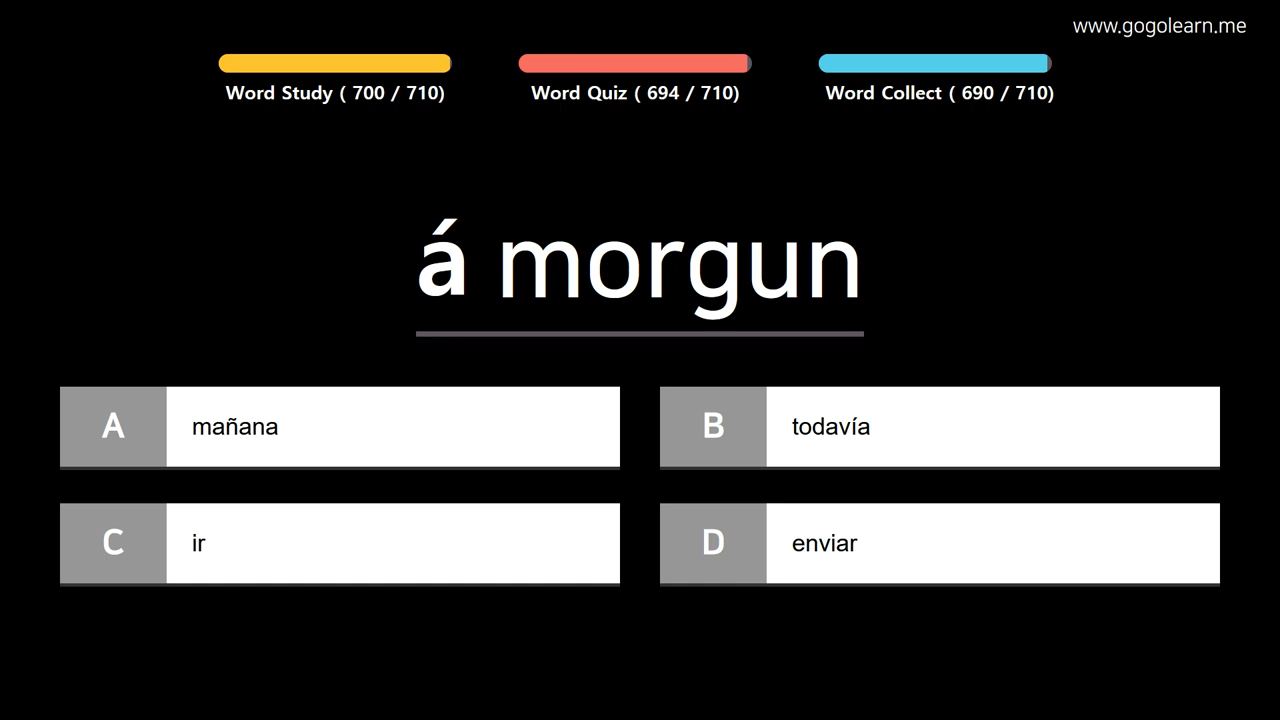 www.gogolearn.me
Word Study ( 700 / 710)
Word Quiz ( 694 / 710)
Word Collect ( 690 / 710)
á morgun
A mañana
B todavía
C ir
D enviar